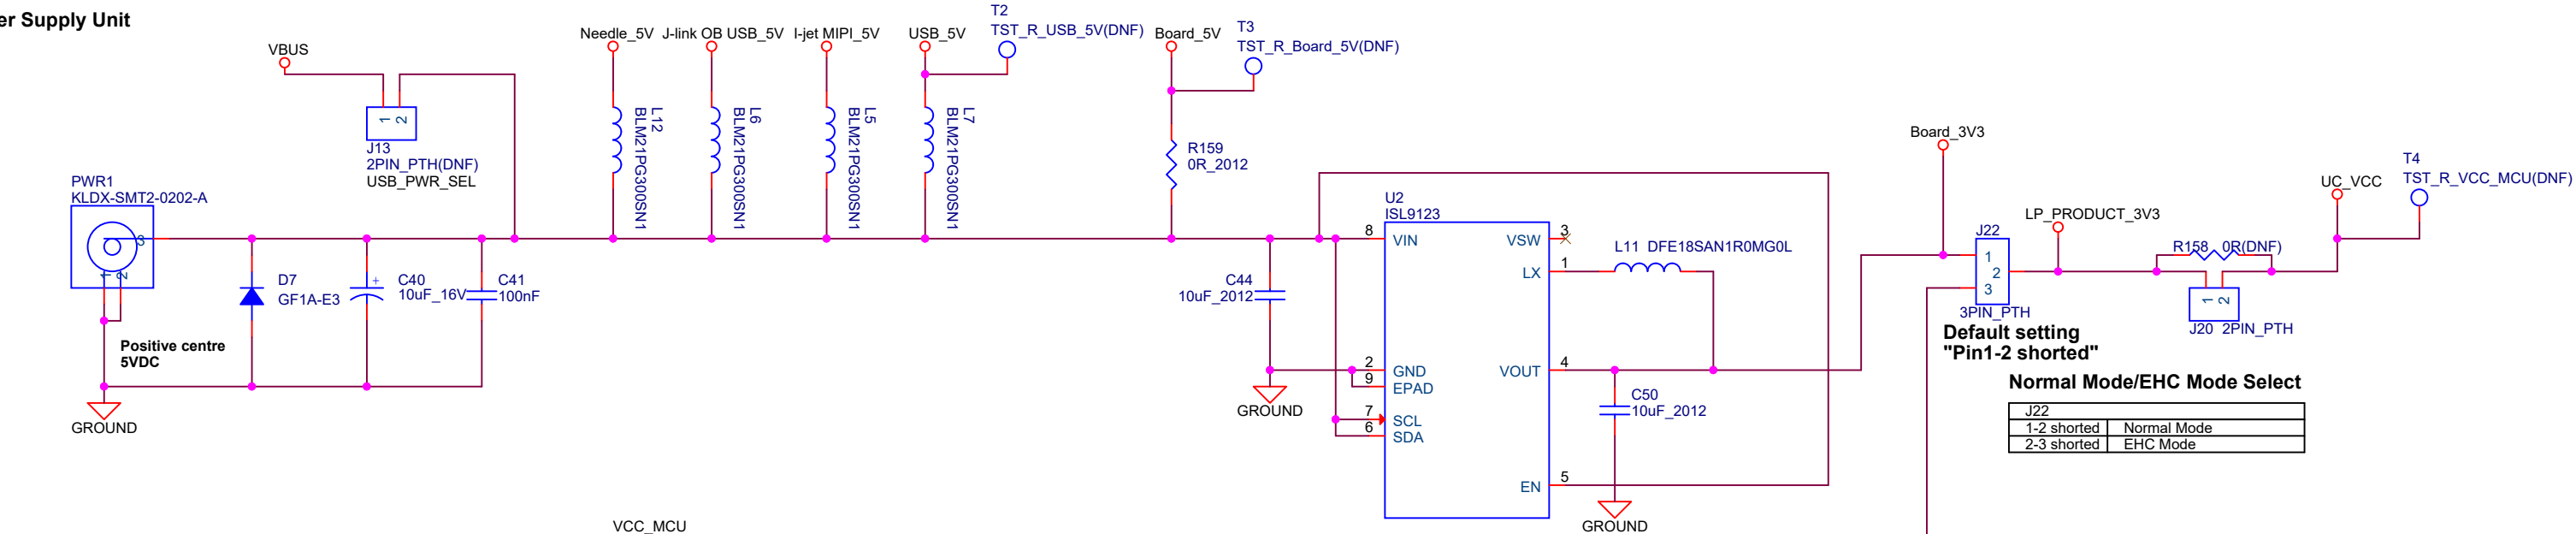 er Supply Unit
VBUS
J13
2PIN_PTH(DNF)
USB_PWR_SEL
1
2
PWR1
KLDX-SMT2-0202-A
3
1
2
Positive centre
5VDC
GROUND
D7
GF1A-E3
+
C40
10uF_16V
C41
100nF
Needle_5V
J-link OB USB_5V
I-jet MIPI_5V
USB_5V
T2
TST_R_USB_5V(DNF)
Board_5V
T3
TST_R_Board_5V(DNF)
L12
BLM21PG300SN1
L6
BLM21PG300SN1
L5
BLM21PG300SN1
L7
BLM21PG300SN1
R159
0R_2012
C44
10uF_2012
GROUND
U2
ISL9123
8
VIN
2
GND
9
EPAD
7
SCL
6
SDA
VSW
3
LX
1
VOUT
4
EN
5
L11 DFE18SAN1R0MG0L
C50
10uF_2012
GROUND
Board_3V3
J22
1
2
3
3PIN_PTH
Default setting
"Pin1-2 shorted"
LP_PRODUCT_3V3
R158 0R(DNF)
1
2
J20 2PIN_PTH
UC_VCC
T4
TST_R_VCC_MCU(DNF)
Normal Mode/EHC Mode Select
J22
1-2 shorted Normal Mode
2-3 shorted EHC Mode
VCC_MCU